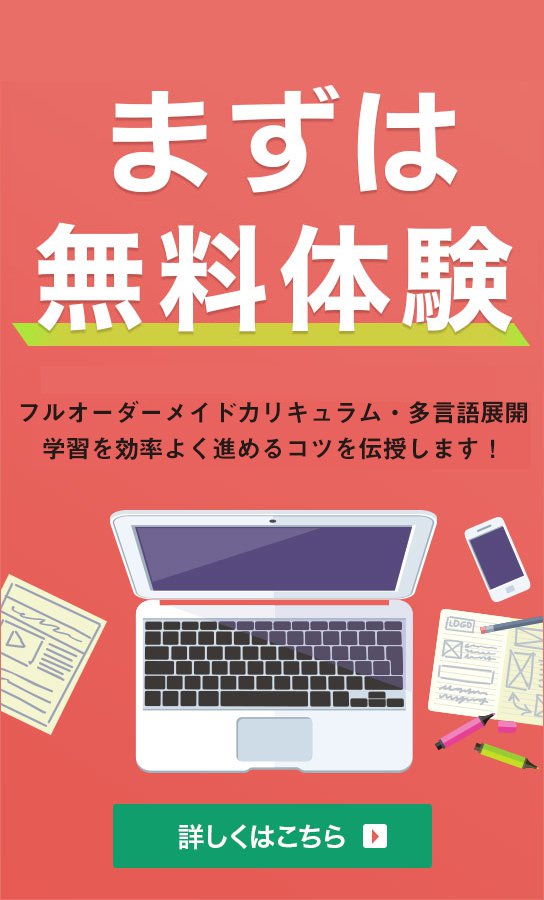 まずは
無料体験
フルオーダーメイドカリキュラム・多言語展開
学習を効率よく進めるコツを伝授します！
LOGO
詳しくはこちら